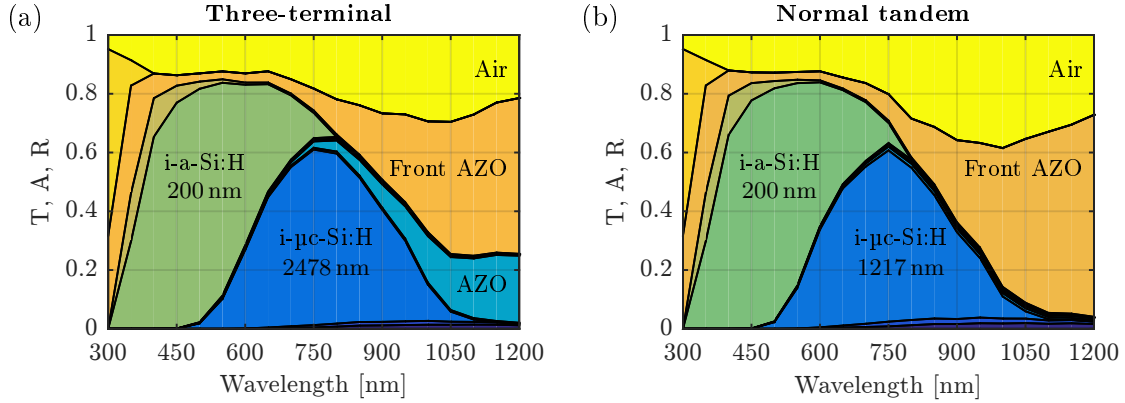 (a)
Three-terminal
1
0.8
0.6
0.4
0.2
0
T, A, R
Air
Front AZO
i-a-Si:H
200 nm
i-µc-Si:H
2478 nm
AZO
300 450 600 750 900 1050 1200
Wavelength [nm]
(b)
Normal tandem
1
0.8
0.6
0.4
0.2
0
T, A, R
Air
Front AZO
i-a-Si:H
200 nm
i-µc-Si:H
1217 nm
300 450 600 750 900 1050 1200
Wavelength [nm]